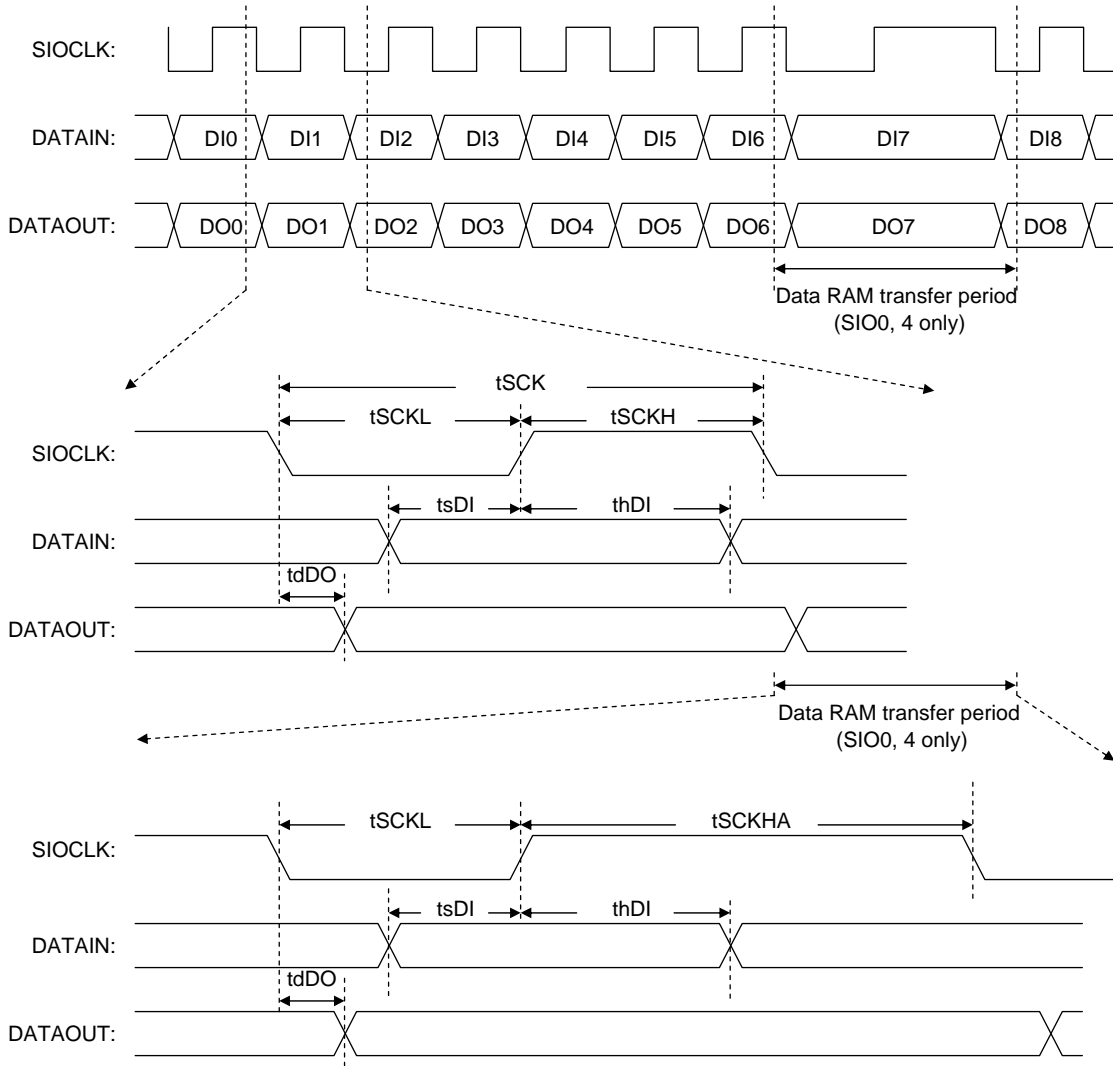 SIOCLK:
DATAIN: DI0 DI1 DI2 DI3 DI4 DI5 DI6 DI7 DI8
DATAOUT: DO0 DO1 DO2 DO3 DO4 DO5 DO6 DO7 DO8
Data RAM transfer period
(SIO0, 4 only)
tSCK
tSCKL tSCKH
SIOCLK:
tsDI thDI
DATAIN:
tdDO
DATAOUT:
Data RAM transfer period
(SIO0, 4 only)
tSCKL tSCKHA
SIOCLK:
tsDI thDI
DATAIN:
tdDO
DATAOUT: